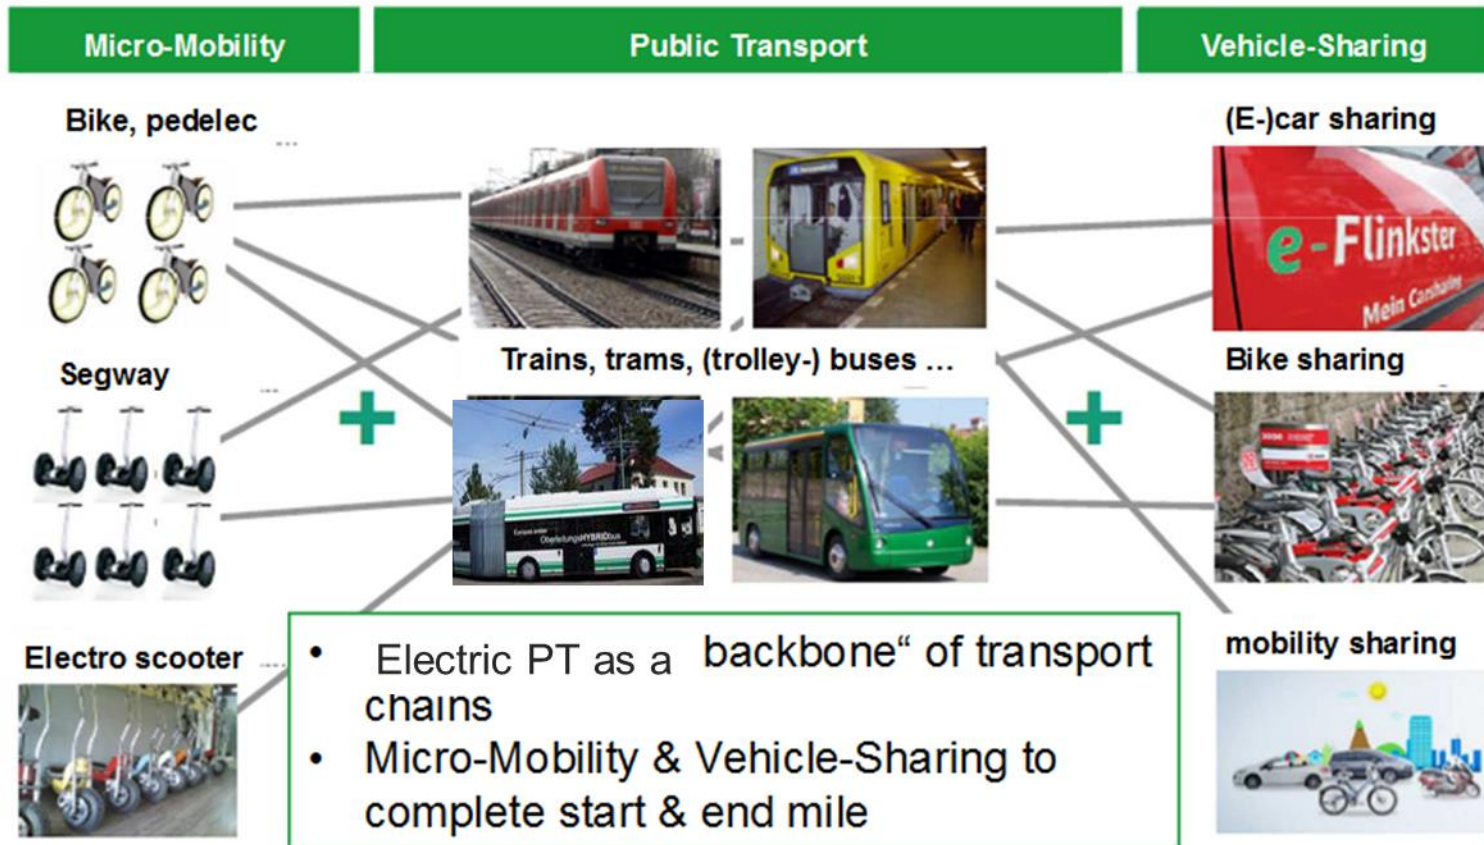 Micro-Mobility
Public Transport
Vehicle-Sharing
Bike, pedelec ...
Segway ...
Electro scooter ....
Trains, trams, (trolley-) buses ...
OberleitungsHYBRIDbus
(E-)car sharing
e-Flinkster
Mein Carsharing
Bike sharing
mobility sharing
+
+
• Electric PT as a backbone“ of transport
chains
• Micro-Mobility & Vehicle-Sharing to
complete start & end mile